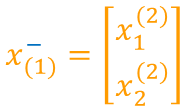 x̄₍₁₎ = [x₁⁽²⁾
x₂⁽²⁾]